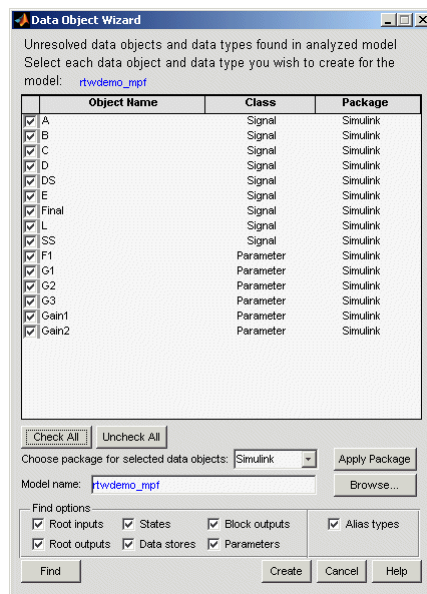 Data Object Wizard
Unresolved data objects and data types found in analyzed model
Select each data object and data type you wish to create for the
model: rtwdemo_mpf
Object Name Class Package
A Signal Simulink
B Signal Simulink
C Signal Simulink
D Signal Simulink
DS Signal Simulink
E Signal Simulink
Final Signal Simulink
L Signal Simulink
SS Signal Simulink
F1 Parameter Simulink
G1 Parameter Simulink
G2 Parameter Simulink
G3 Parameter Simulink
Gain1 Parameter Simulink
Gain2 Parameter Simulink
Check All Uncheck All
Choose package for selected data objects: Simulink Apply Package
Model name: rtwdemo_mpf Browse...
Find options
Root inputs States Block outputs Alias types
Root outputs Data stores Parameters
Find Create Cancel Help